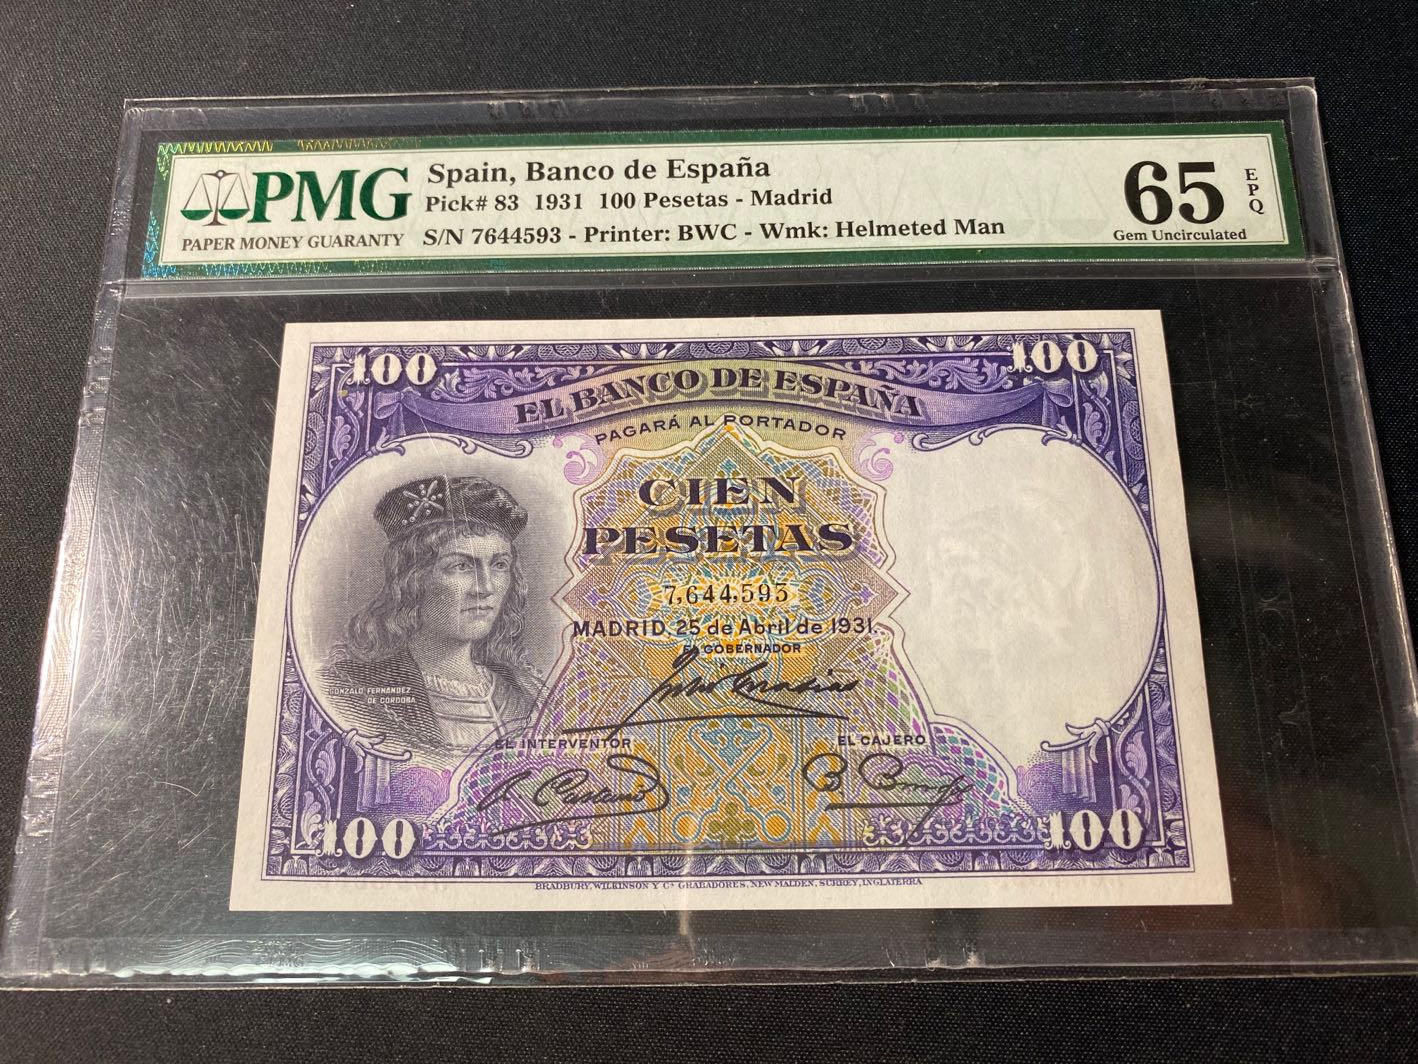 PMG
PAPER MONEY GUARANTY
Spain, Banco de España
Pick# 83 1931 100 Pesetas - Madrid
S/N 7644593 - Printer: BWC - Wmk: Helmeted Man
65
EPQ
Gem Uncirculated
100
100
EL BANCO DE ESPAÑA
PAGARÁ AL PORTADOR
CIEN
PESETAS
7,644,593
MADRID, 25 de Abril de 1931.
EL GOBERNADOR
GONZALO FERNANDEZ
DE CORDOBA
EL INTERVENTOR
EL CAJERO
100
100
BRADBURY, WILKINSON Y Cª GRABADORES, NEW MALDEN, SURREY, INGLATERRA